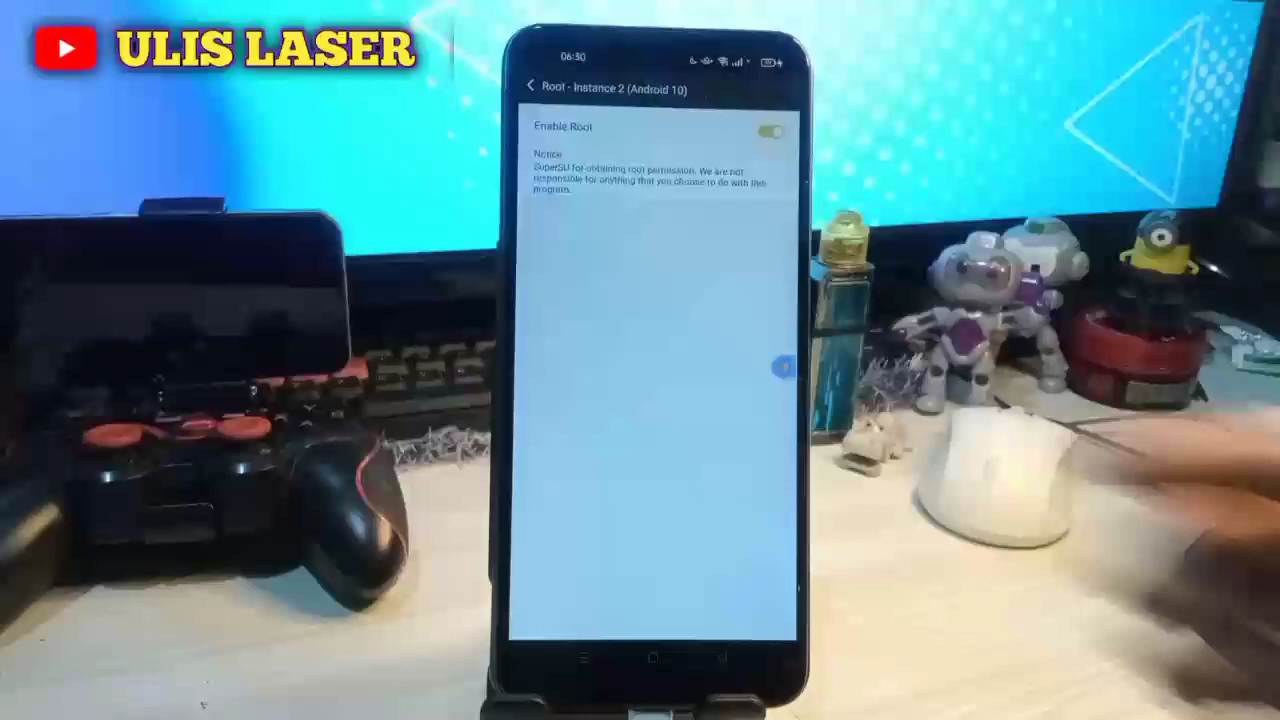 ULIS LASER
06:30
Root - Instance 2 (Android 10)
Enable Root
Notice
SuperSU for obtaining root permission. We are not
responsible for anything that you choose to do with this
program.